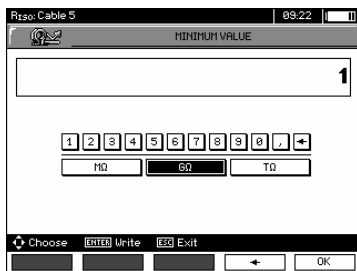 RISO: Cable 5 09:22
MINIMUM VALUE
1
1 2 3 4 5 6 7 8 9 0 , ←
MΩ GΩ TΩ
Choose ENTER Write ESC Exit
← OK